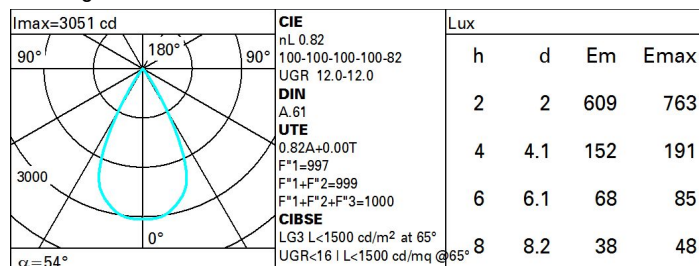 Imax=3051 cd
90° 180° 90°
3000
0°
α=54°
CIE
nL 0.82
100-100-100-100-82
UGR 12.0-12.0
DIN
A.61
UTE
0.82A+0.00T
F"1=997
F"1+F"2=999
F"1+F"2+F"3=1000
CIBSE
LG3 L<1500 cd/m² at 65°
UGR<16 | L<1500 cd/mq @65°
Lux
h d Em Emax
2 2 609 763
4 4.1 152 191
6 6.1 68 85
8 8.2 38 48